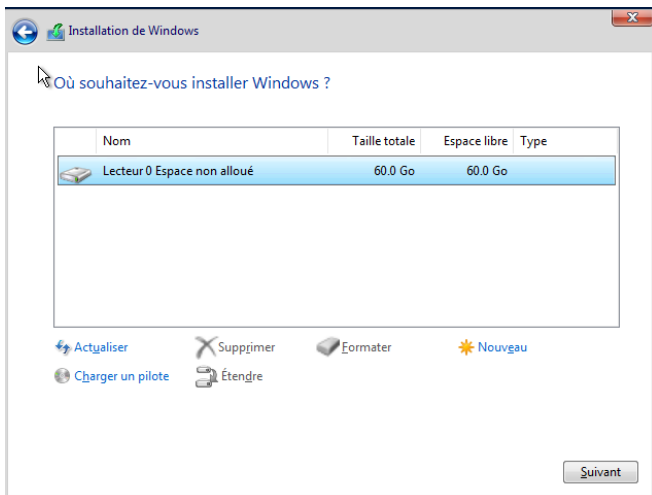 Installation de Windows
Où souhaitez-vous installer Windows ?
Nom Taille totale Espace libre Type
Lecteur 0 Espace non alloué 60.0 Go 60.0 Go
Actualiser Supprimer Formater Nouveau
Charger un pilote Étendre
Suivant